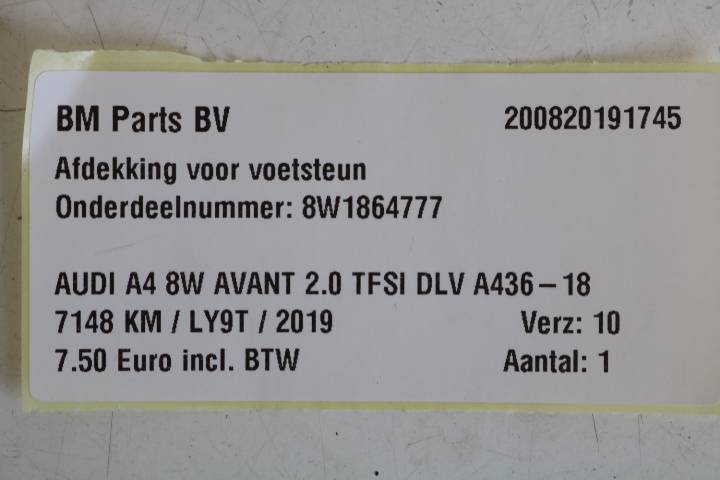 BM Parts BV 200820191745
Afdekking voor voetsteun
Onderdeelnummer: 8W1864777
AUDI A4 8W AVANT 2.0 TFSI DLV A436-18
7148 KM / LY9T / 2019 Verz: 10
7.50 Euro incl. BTW Aantal: 1